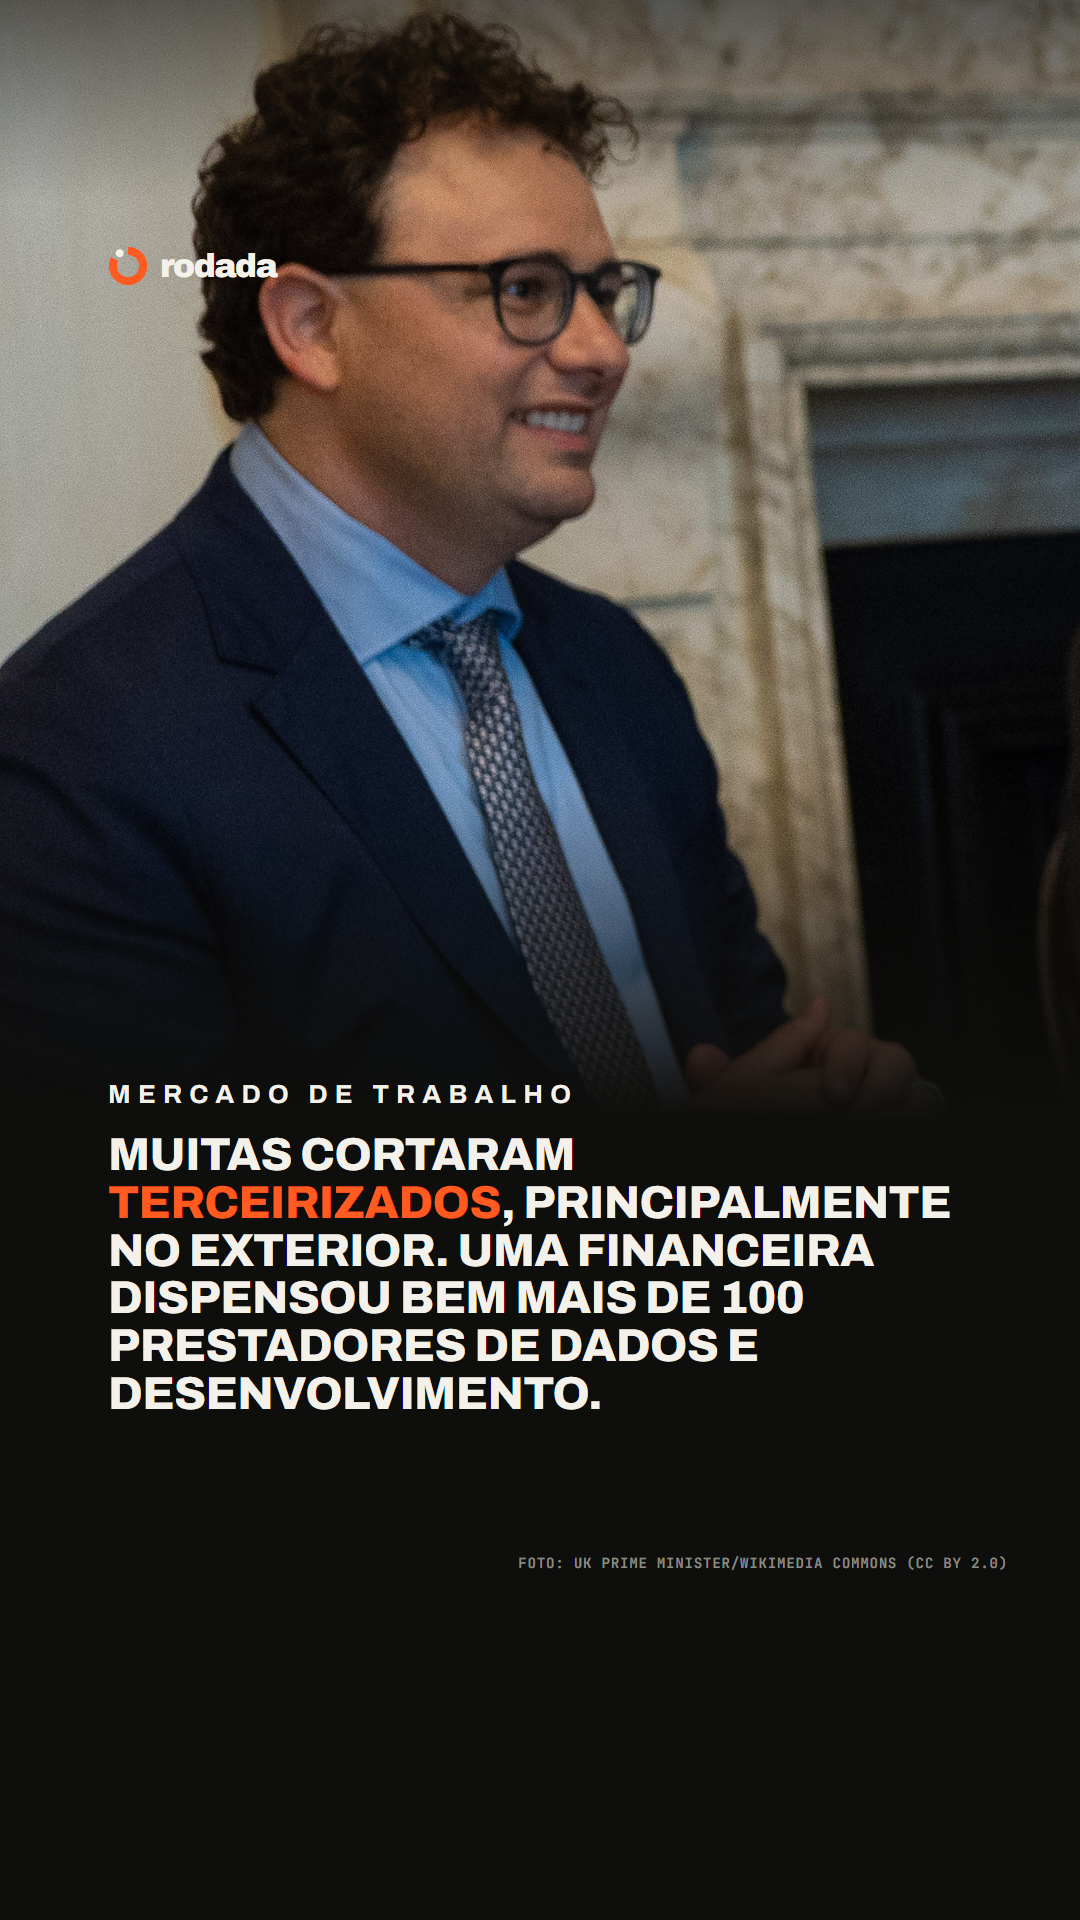 rodada
MERCADO DE TRABALHO
MUITAS CORTARAM
TERCEIRIZADOS, PRINCIPALMENTE
NO EXTERIOR. UMA FINANCEIRA
DISPENSOU BEM MAIS DE 100
PRESTADORES DE DADOS E
DESENVOLVIMENTO.
FOTO: UK PRIME MINISTER/WIKIMEDIA COMMONS (CC BY 2.0)